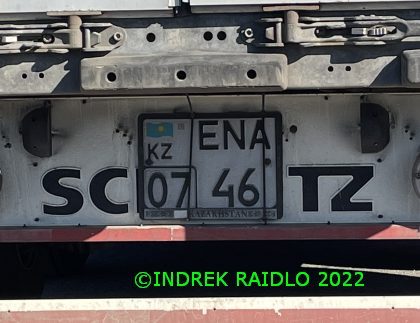 ENA
KZ
SC TZ
07 46
KAZAKHSTAN
©INDREK RAIDLO 2022